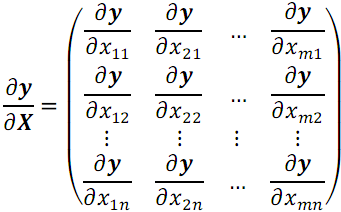 ∂𝒚/∂𝑿 = (
∂𝒚/∂x₁₁ ∂𝒚/∂x₂₁ … ∂𝒚/∂xₘ₁
∂𝒚/∂x₁₂ ∂𝒚/∂x₂₂ … ∂𝒚/∂xₘ₂
⋮ ⋮ ⋮ ⋮
∂𝒚/∂x₁ₙ ∂𝒚/∂x₂ₙ … ∂𝒚/∂xₘₙ
)